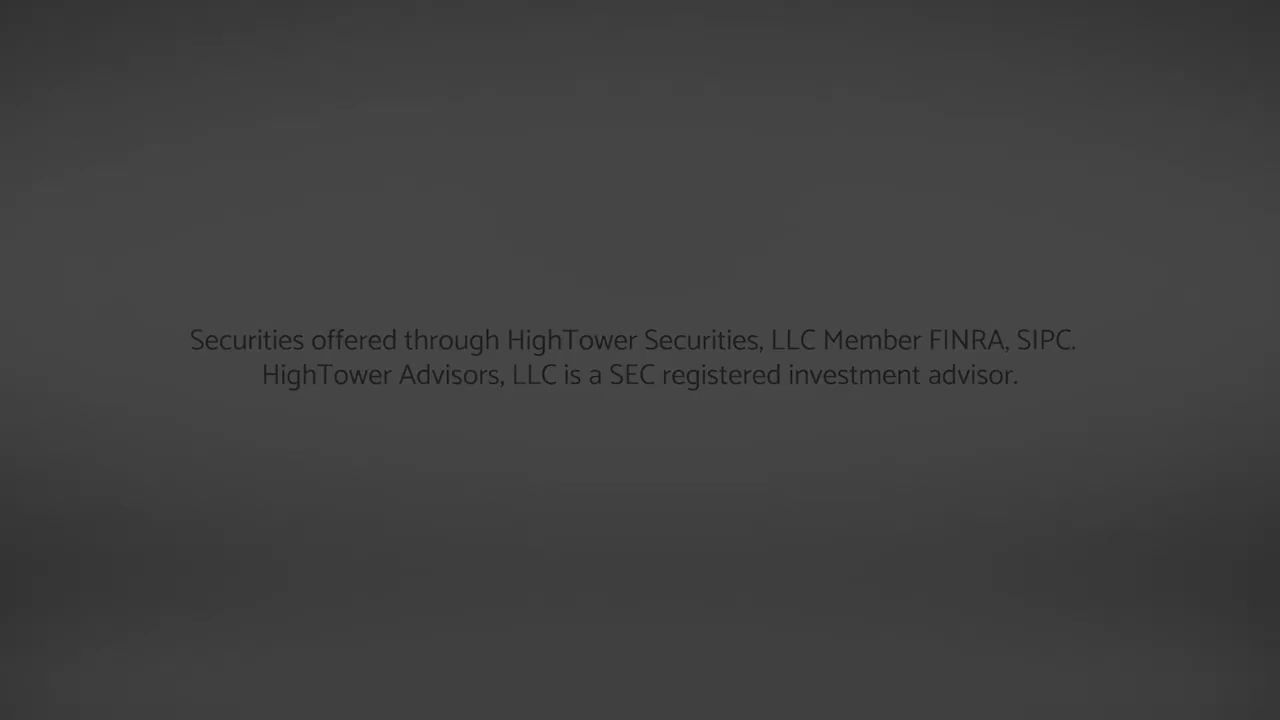 Securities offered through HighTower Securities, LLC Member FINRA, SIPC.
HighTower Advisors, LLC is a SEC registered investment advisor.